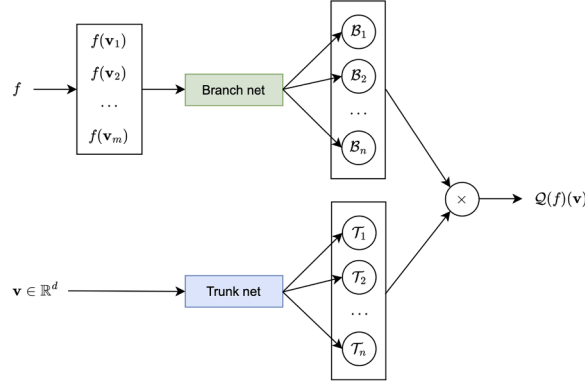 f
f(v₁)
f(v₂)
...
f(vₘ)
Branch net
ℬ₁
ℬ₂
...
ℬₙ
×
𝒬(f)(v)
v ∈ ℝᵈ
Trunk net
𝒯₁
𝒯₂
...
𝒯ₙ